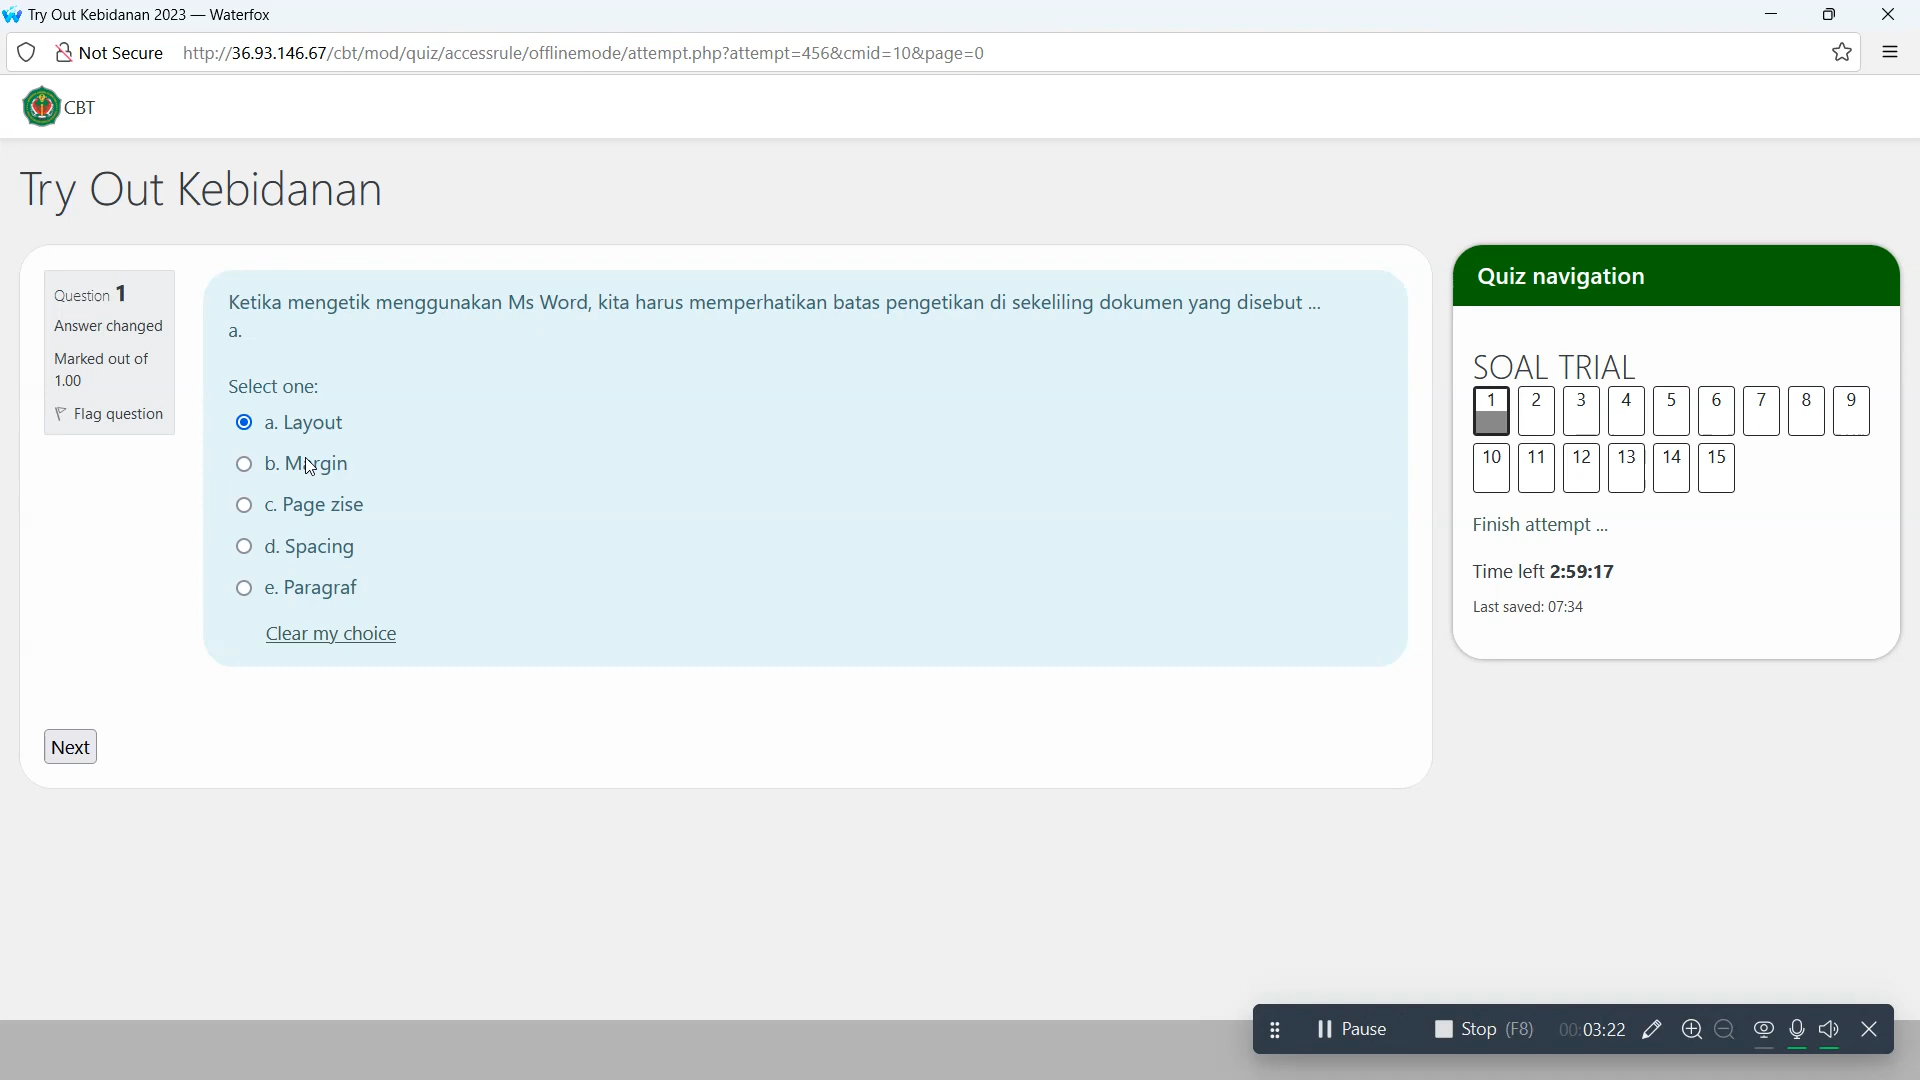 Try Out Kebidanan 2023 — Waterfox
Not Secure http://36.93.146.67/cbt/mod/quiz/accessrule/offlinemode/attempt.php?attempt=456&cmid=10&page=0
CBT
Try Out Kebidanan
Question 1
Answer changed
Marked out of
1.00
Flag question
Ketika mengetik menggunakan Ms Word, kita harus memperhatikan batas pengetikan di sekeliling dokumen yang disebut ...
a.
Select one:
a. Layout
b. Margin
c. Page zise
d. Spacing
e. Paragraf
Clear my choice
Next
Quiz navigation
SOAL TRIAL
1 2 3 4 5 6 7 8 9
10 11 12 13 14 15
Finish attempt ...
Time left 2:59:17
Last saved: 07:34
Pause Stop (F8) 00:03:22